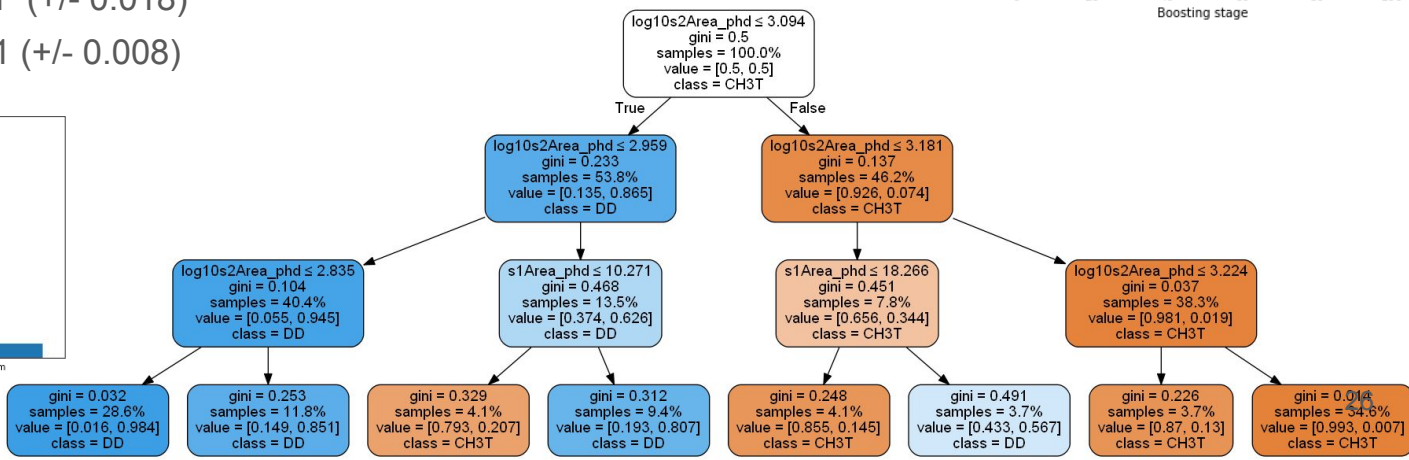 (+/- 0.018)
1 (+/- 0.008)
Boosting stage
log10s2Area_phd ≤ 3.094
gini = 0.5
samples = 100.0%
value = [0.5, 0.5]
class = CH3T
True
False
log10s2Area_phd ≤ 2.959
gini = 0.233
samples = 53.8%
value = [0.135, 0.865]
class = DD
log10s2Area_phd ≤ 3.181
gini = 0.137
samples = 46.2%
value = [0.926, 0.074]
class = CH3T
log10s2Area_phd ≤ 2.835
gini = 0.104
samples = 40.4%
value = [0.055, 0.945]
class = DD
s1Area_phd ≤ 10.271
gini = 0.468
samples = 13.5%
value = [0.374, 0.626]
class = DD
s1Area_phd ≤ 18.266
gini = 0.451
samples = 7.8%
value = [0.656, 0.344]
class = CH3T
log10s2Area_phd ≤ 3.224
gini = 0.037
samples = 38.3%
value = [0.981, 0.019]
class = CH3T
gini = 0.032
samples = 28.6%
value = [0.016, 0.984]
class = DD
gini = 0.253
samples = 11.8%
value = [0.149, 0.851]
class = DD
gini = 0.329
samples = 4.1%
value = [0.793, 0.207]
class = CH3T
gini = 0.312
samples = 9.4%
value = [0.193, 0.807]
class = DD
gini = 0.248
samples = 4.1%
value = [0.855, 0.145]
class = CH3T
gini = 0.491
samples = 3.7%
value = [0.433, 0.567]
class = DD
gini = 0.226
samples = 3.7%
value = [0.87, 0.13]
class = CH3T
gini = 0.014
samples = 34.6%
value = [0.993, 0.007]
class = CH3T
26